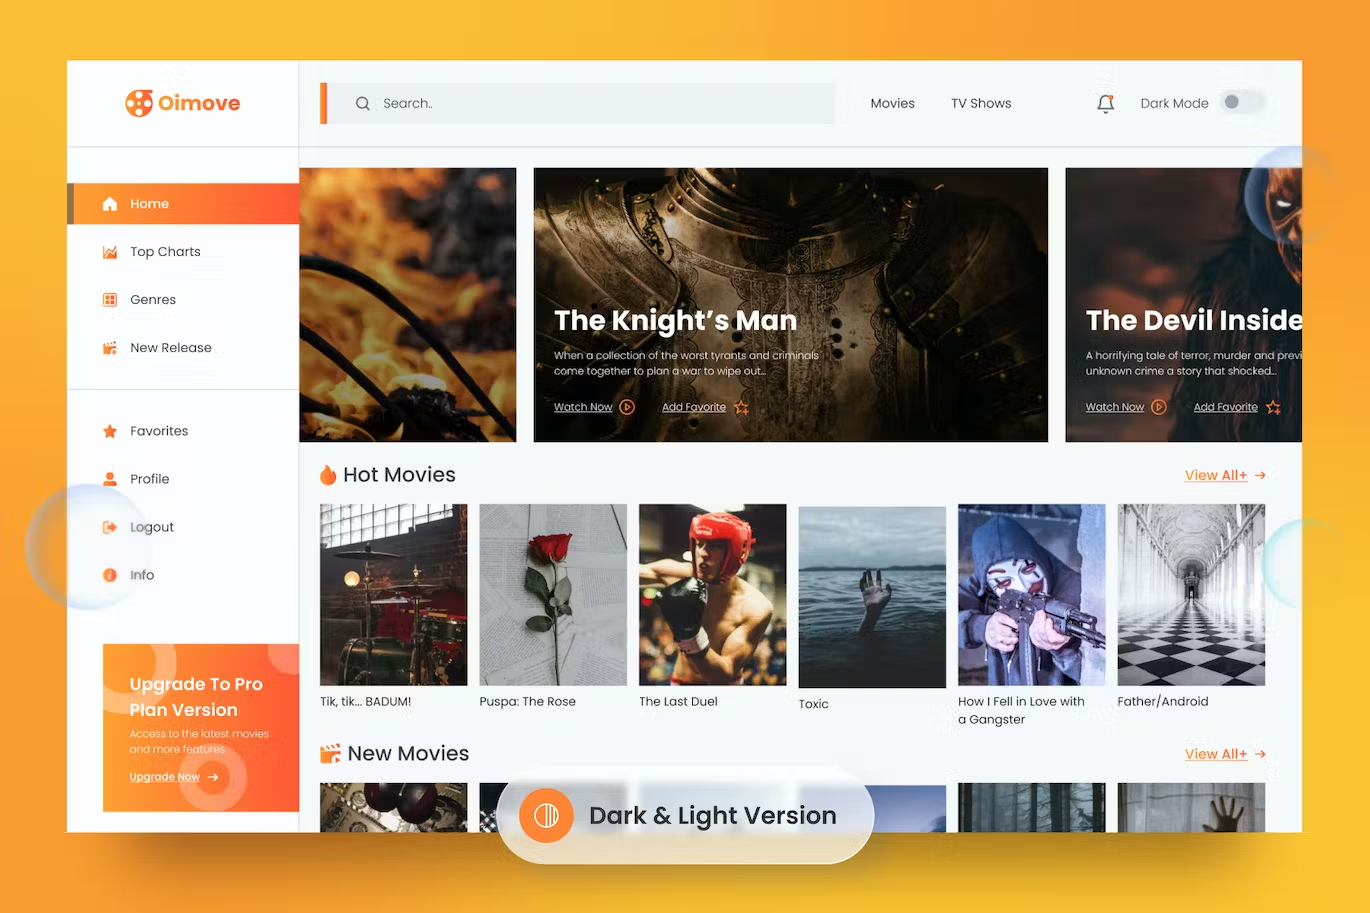 Oimove
Search..
Movies
TV Shows
Dark Mode
Home
Top Charts
Genres
New Release
Favorites
Profile
Logout
Info
Upgrade To Pro
Plan Version
Access to the latest movies
and more features
Upgrade Now
The Knight's Man
When a collection of the worst tyrants and criminals
come together to plan a war to wipe out...
Watch Now
Add Favorite
The Devil Inside
A horrifying tale of terror, murder and previ
unknown crime a story that shocked...
Watch Now
Add Favorite
Hot Movies
View All+
Tik, tik... BADUM!
Puspa: The Rose
The Last Duel
Toxic
How I Fell in Love with
a Gangster
Father/Android
New Movies
View All+
Dark & Light Version